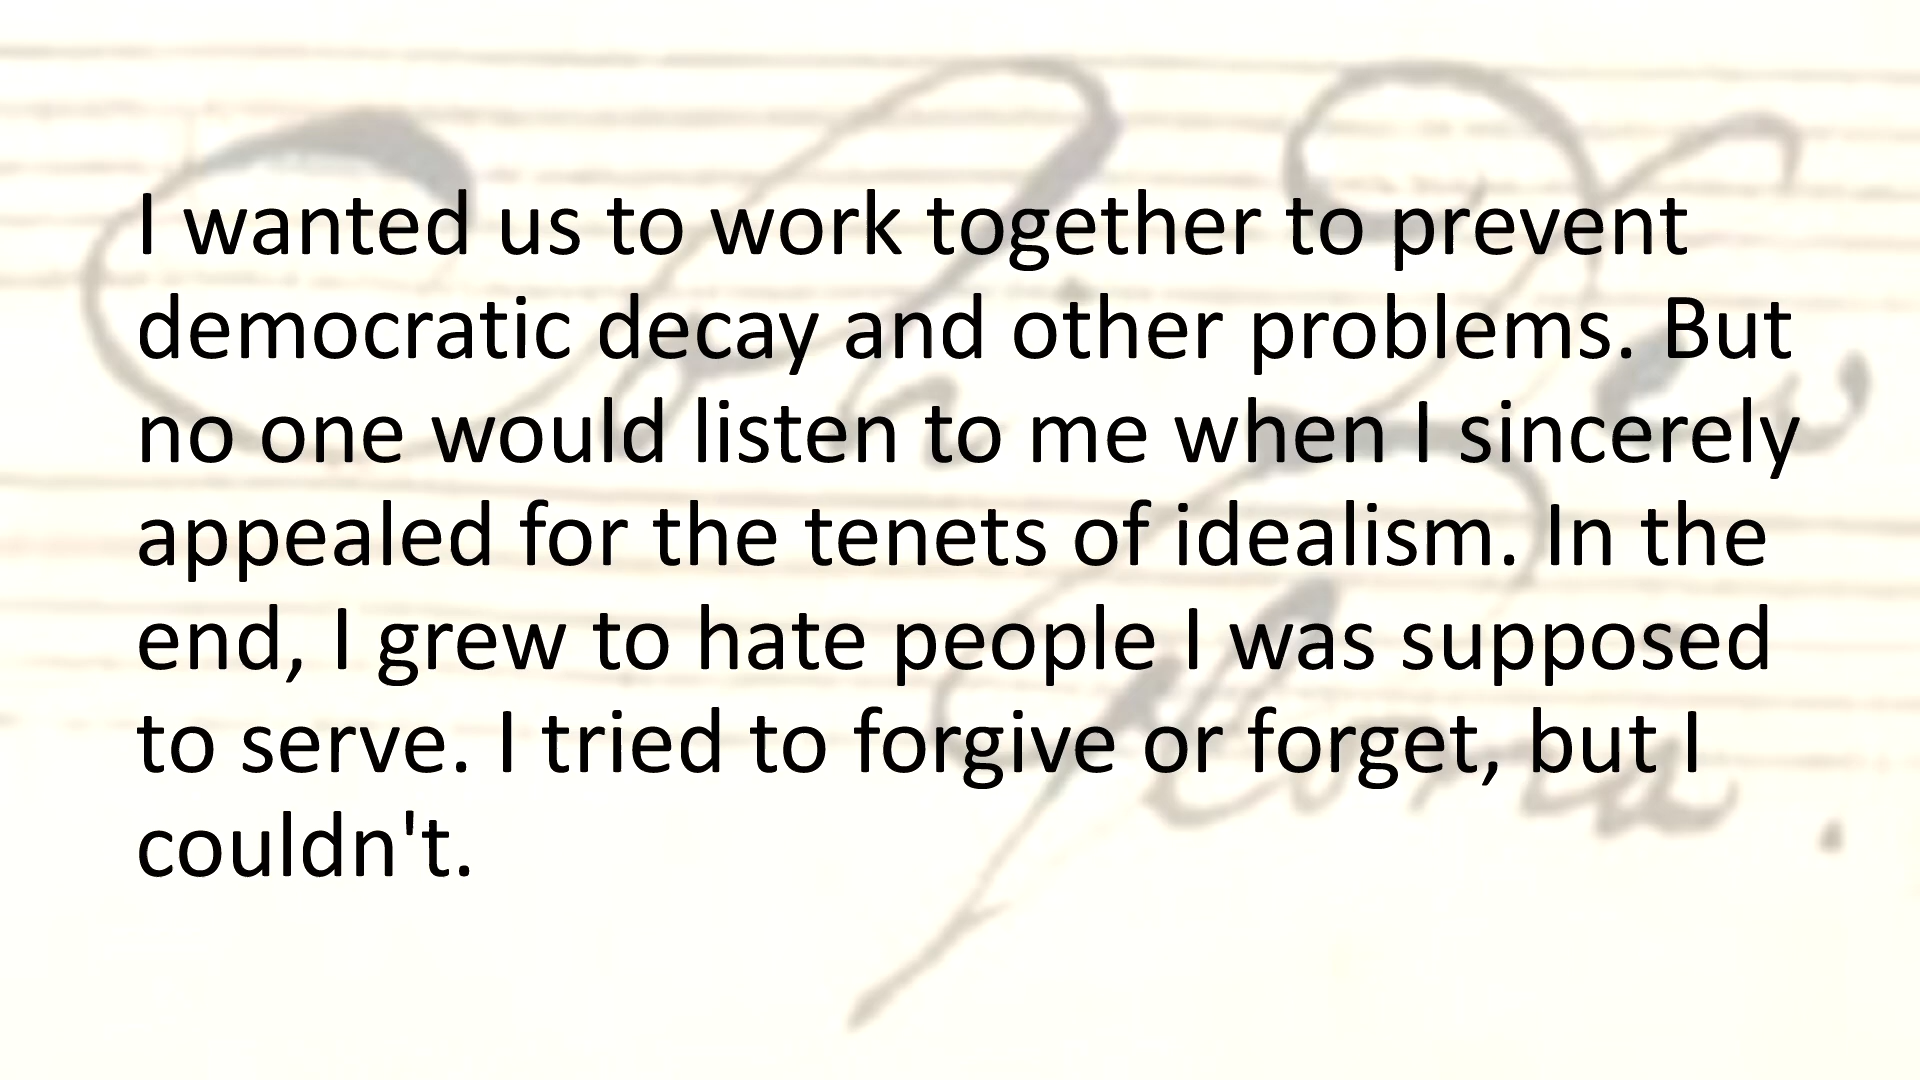 I wanted us to work together to prevent
democratic decay and other problems. But
no one would listen to me when I sincerely
appealed for the tenets of idealism. In the
end, I grew to hate people I was supposed
to serve. I tried to forgive or forget, but I
couldn't.